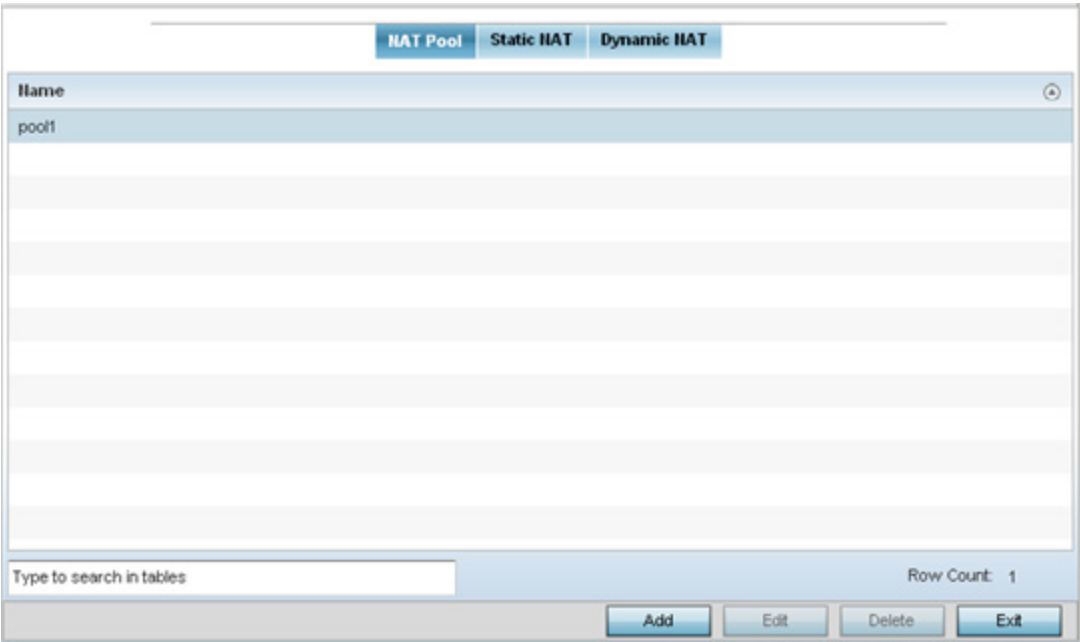 NAT Pool Static NAT Dynamic NAT
Name
pool1
Type to search in tables Row Count: 1
Add Edit Delete Exit